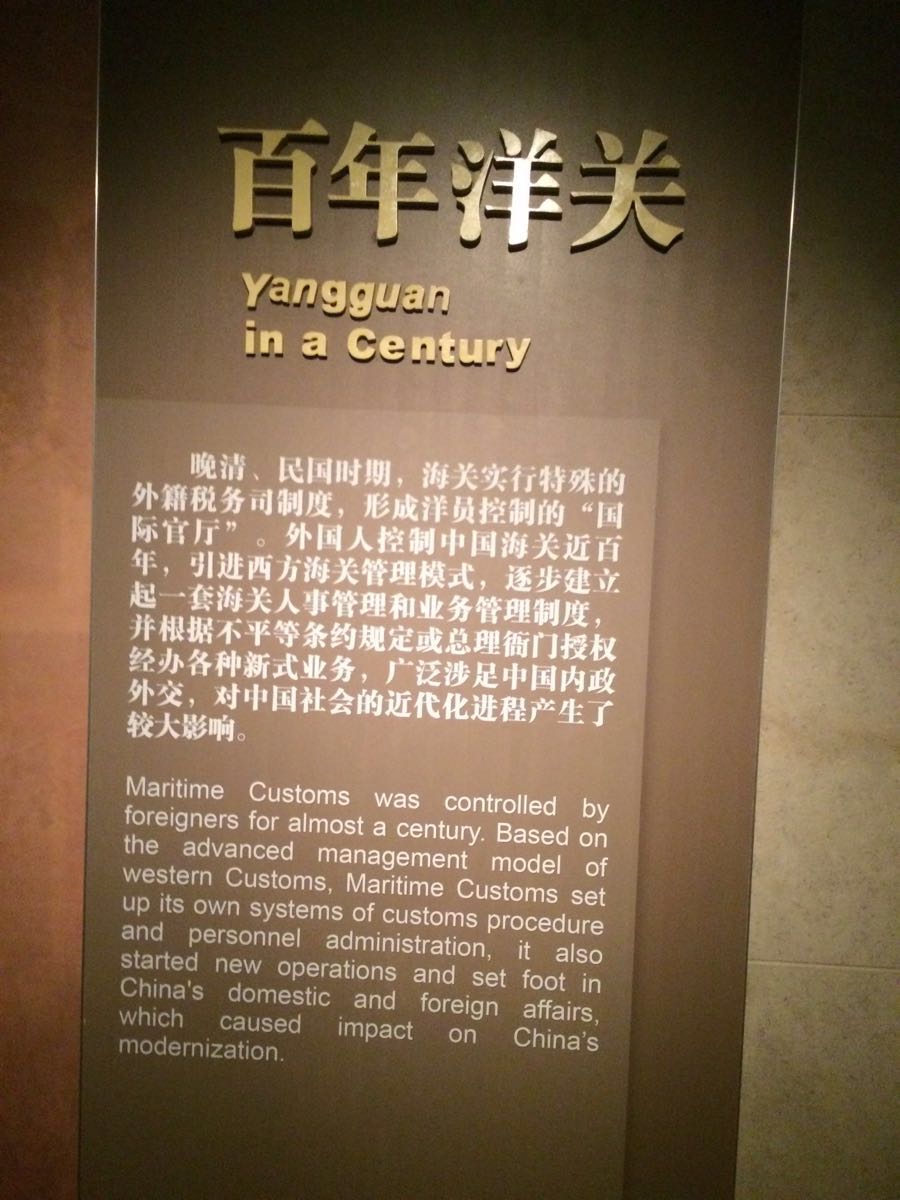 百年洋关
Yangguan
in a Century
晚清、民国时期，海关实行特殊的
外籍税务司制度，形成洋员控制的“国
际官厅”。外国人控制中国海关近百
年，引进西方海关管理模式，逐步建立
起一套海关人事管理和业务管理制度，
并根据不平等条约规定或总理衙门授权
经办各种新式业务，广泛涉足中国内政
外交，对中国社会的近代化进程产生了
较大影响。
Maritime Customs was controlled by
foreigners for almost a century. Based on
the advanced management model of
western Customs, Maritime Customs set
up its own systems of customs procedure
and personnel administration, it also
started new operations and set foot in
China's domestic and foreign affairs,
which caused impact on China's
modernization.